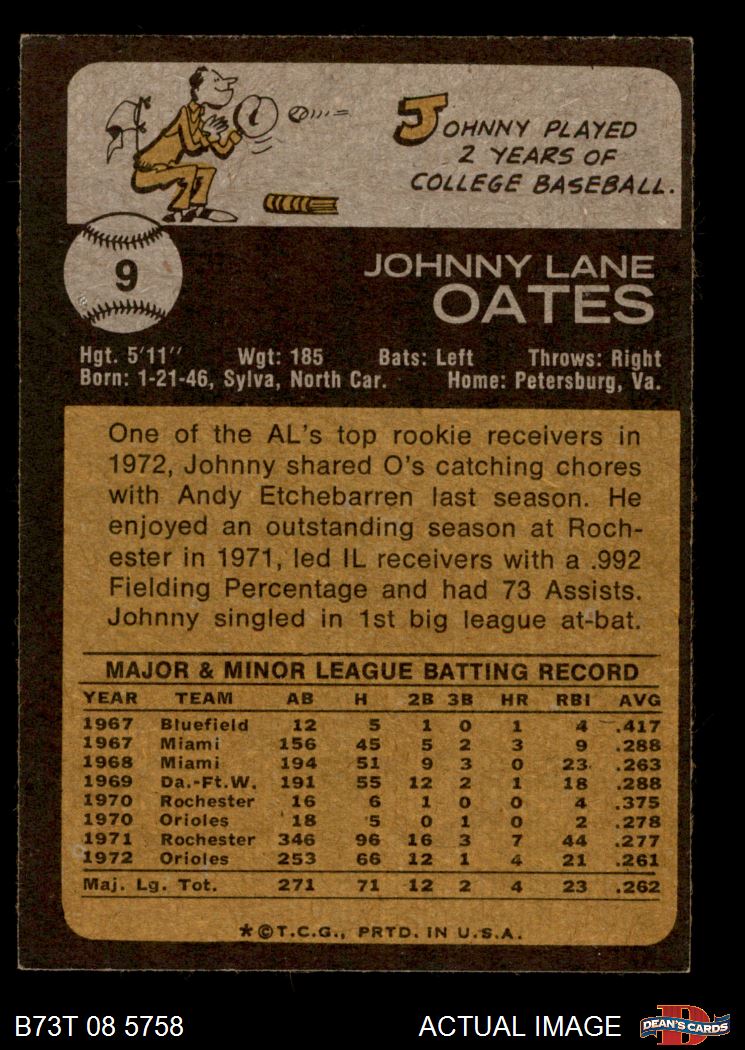 JOHNNY PLAYED
2 YEARS OF
COLLEGE BASEBALL.
9
JOHNNY LANE
OATES
Hgt. 5'11" Wgt: 185 Bats: Left Throws: Right
Born: 1-21-46, Sylva, North Car. Home: Petersburg, Va.
One of the AL's top rookie receivers in
1972, Johnny shared O's catching chores
with Andy Etchebarren last season. He
enjoyed an outstanding season at Roch-
ester in 1971, led IL receivers with a .992
Fielding Percentage and had 73 Assists.
Johnny singled in 1st big league at-bat.
MAJOR & MINOR LEAGUE BATTING RECORD
YEAR TEAM AB H 2B 3B HR RBI AVG
1967 Bluefield 12 5 1 0 1 4 .417
1967 Miami 156 45 5 2 3 9 .288
1968 Miami 194 51 9 3 0 23 .263
1969 Da.-Ft.W. 191 55 12 2 1 18 .288
1970 Rochester 16 6 1 0 0 4 .375
1970 Orioles 18 5 0 1 0 2 .278
1971 Rochester 346 96 16 3 7 44 .277
1972 Orioles 253 66 12 1 4 21 .261
Maj. Lg. Tot. 271 71 12 2 4 23 .262
*©T.C.G., PRTD. IN U.S.A.
B73T 08 5758 ACTUAL IMAGE D DEAN'S CARDS